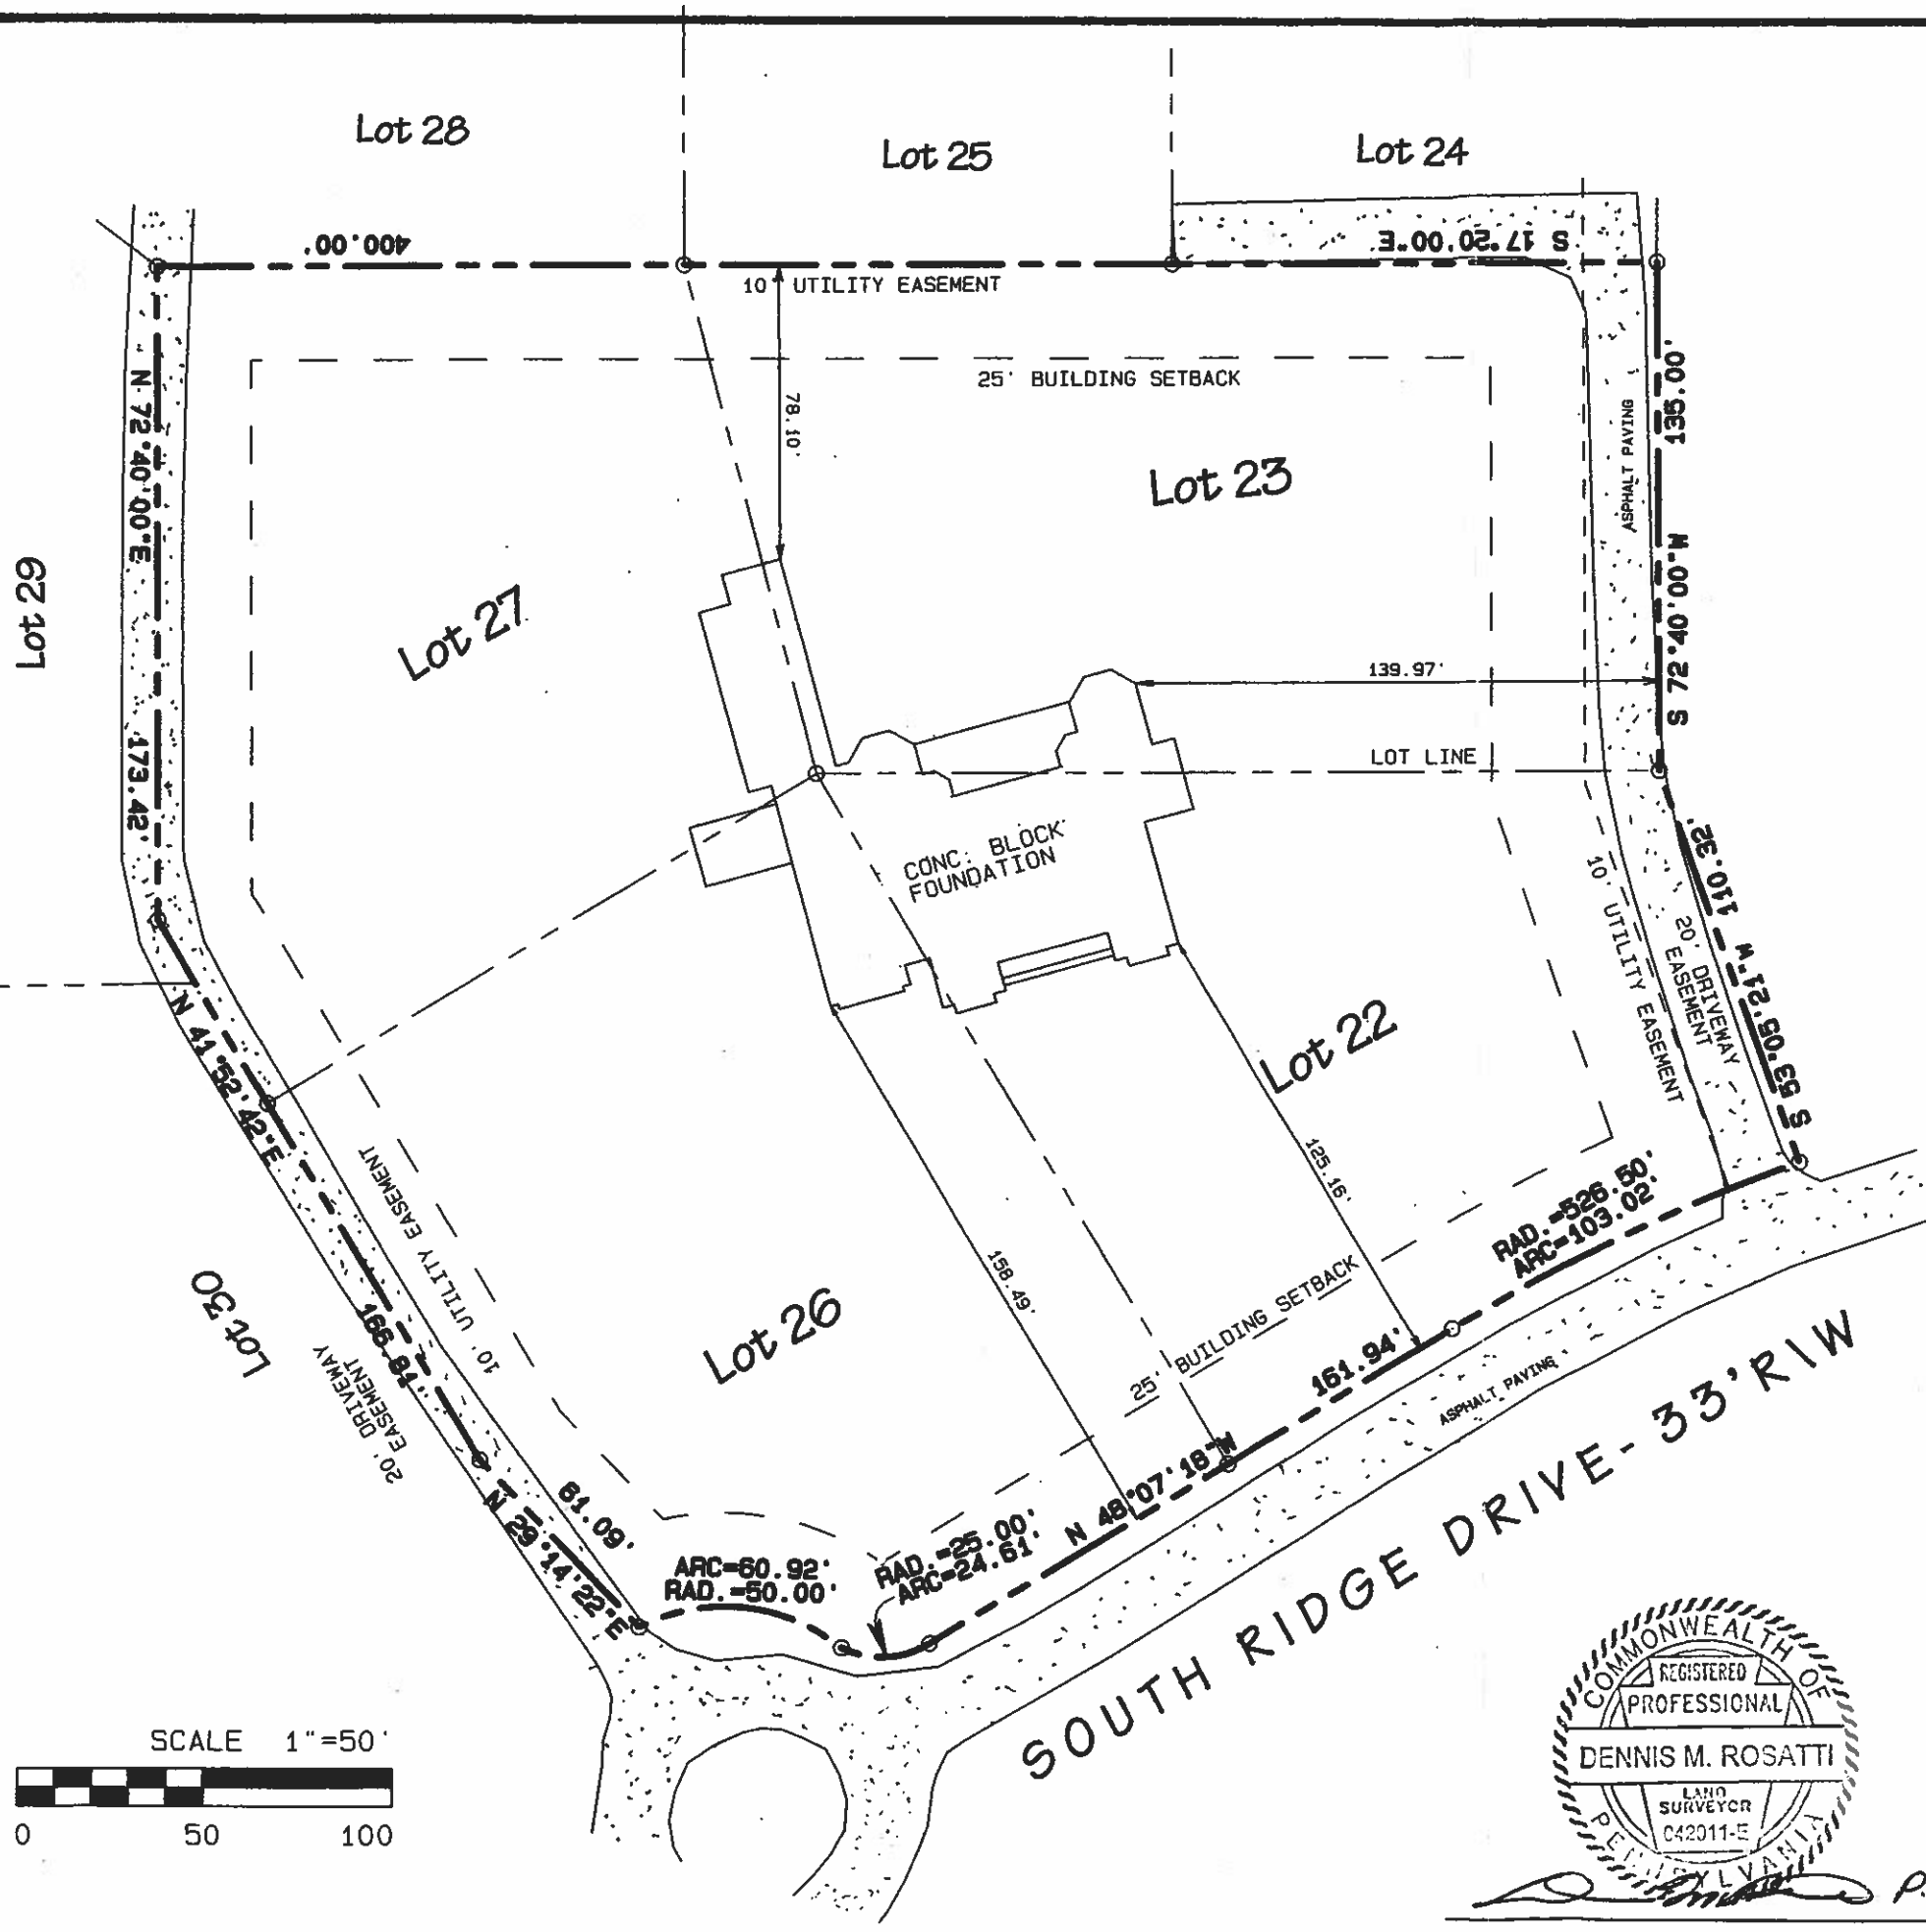 Lot 28
Lot 25
Lot 24
400.00'
S 17°20'00"E
10' UTILITY EASEMENT
25' BUILDING SETBACK
78.10'
N 72°40'00"E
173.42'
135.00'
S 72°40'00"W
ASPHALT PAVING
Lot 23
Lot 27
Lot 29
139.97'
LOT LINE
CONC. BLOCK
FOUNDATION
110.32'
S 53°05'21"W
10' UTILITY EASEMENT
20' DRIVEWAY
EASEMENT
N 41°52'42"E
166.84'
10' UTILITY EASEMENT
Lot 22
125.16'
158.49'
RAD.=526.50'
ARC=103.02'
Lot 30
20' DRIVEWAY
EASEMENT
Lot 26
25' BUILDING SETBACK
161.94'
N 48°07'18"W
ASPHALT PAVING
61.09'
N 29°14'22"E
ARC=60.92'
RAD.=50.00'
RAD.=25.00'
ARC=24.61'
SOUTH RIDGE DRIVE - 33' R/W
SCALE 1"=50'
0 50 100
COMMONWEALTH OF
REGISTERED
PROFESSIONAL
DENNIS M. ROSATTI
LAND
SURVEYOR
042011-E
PENNSYLVANIA